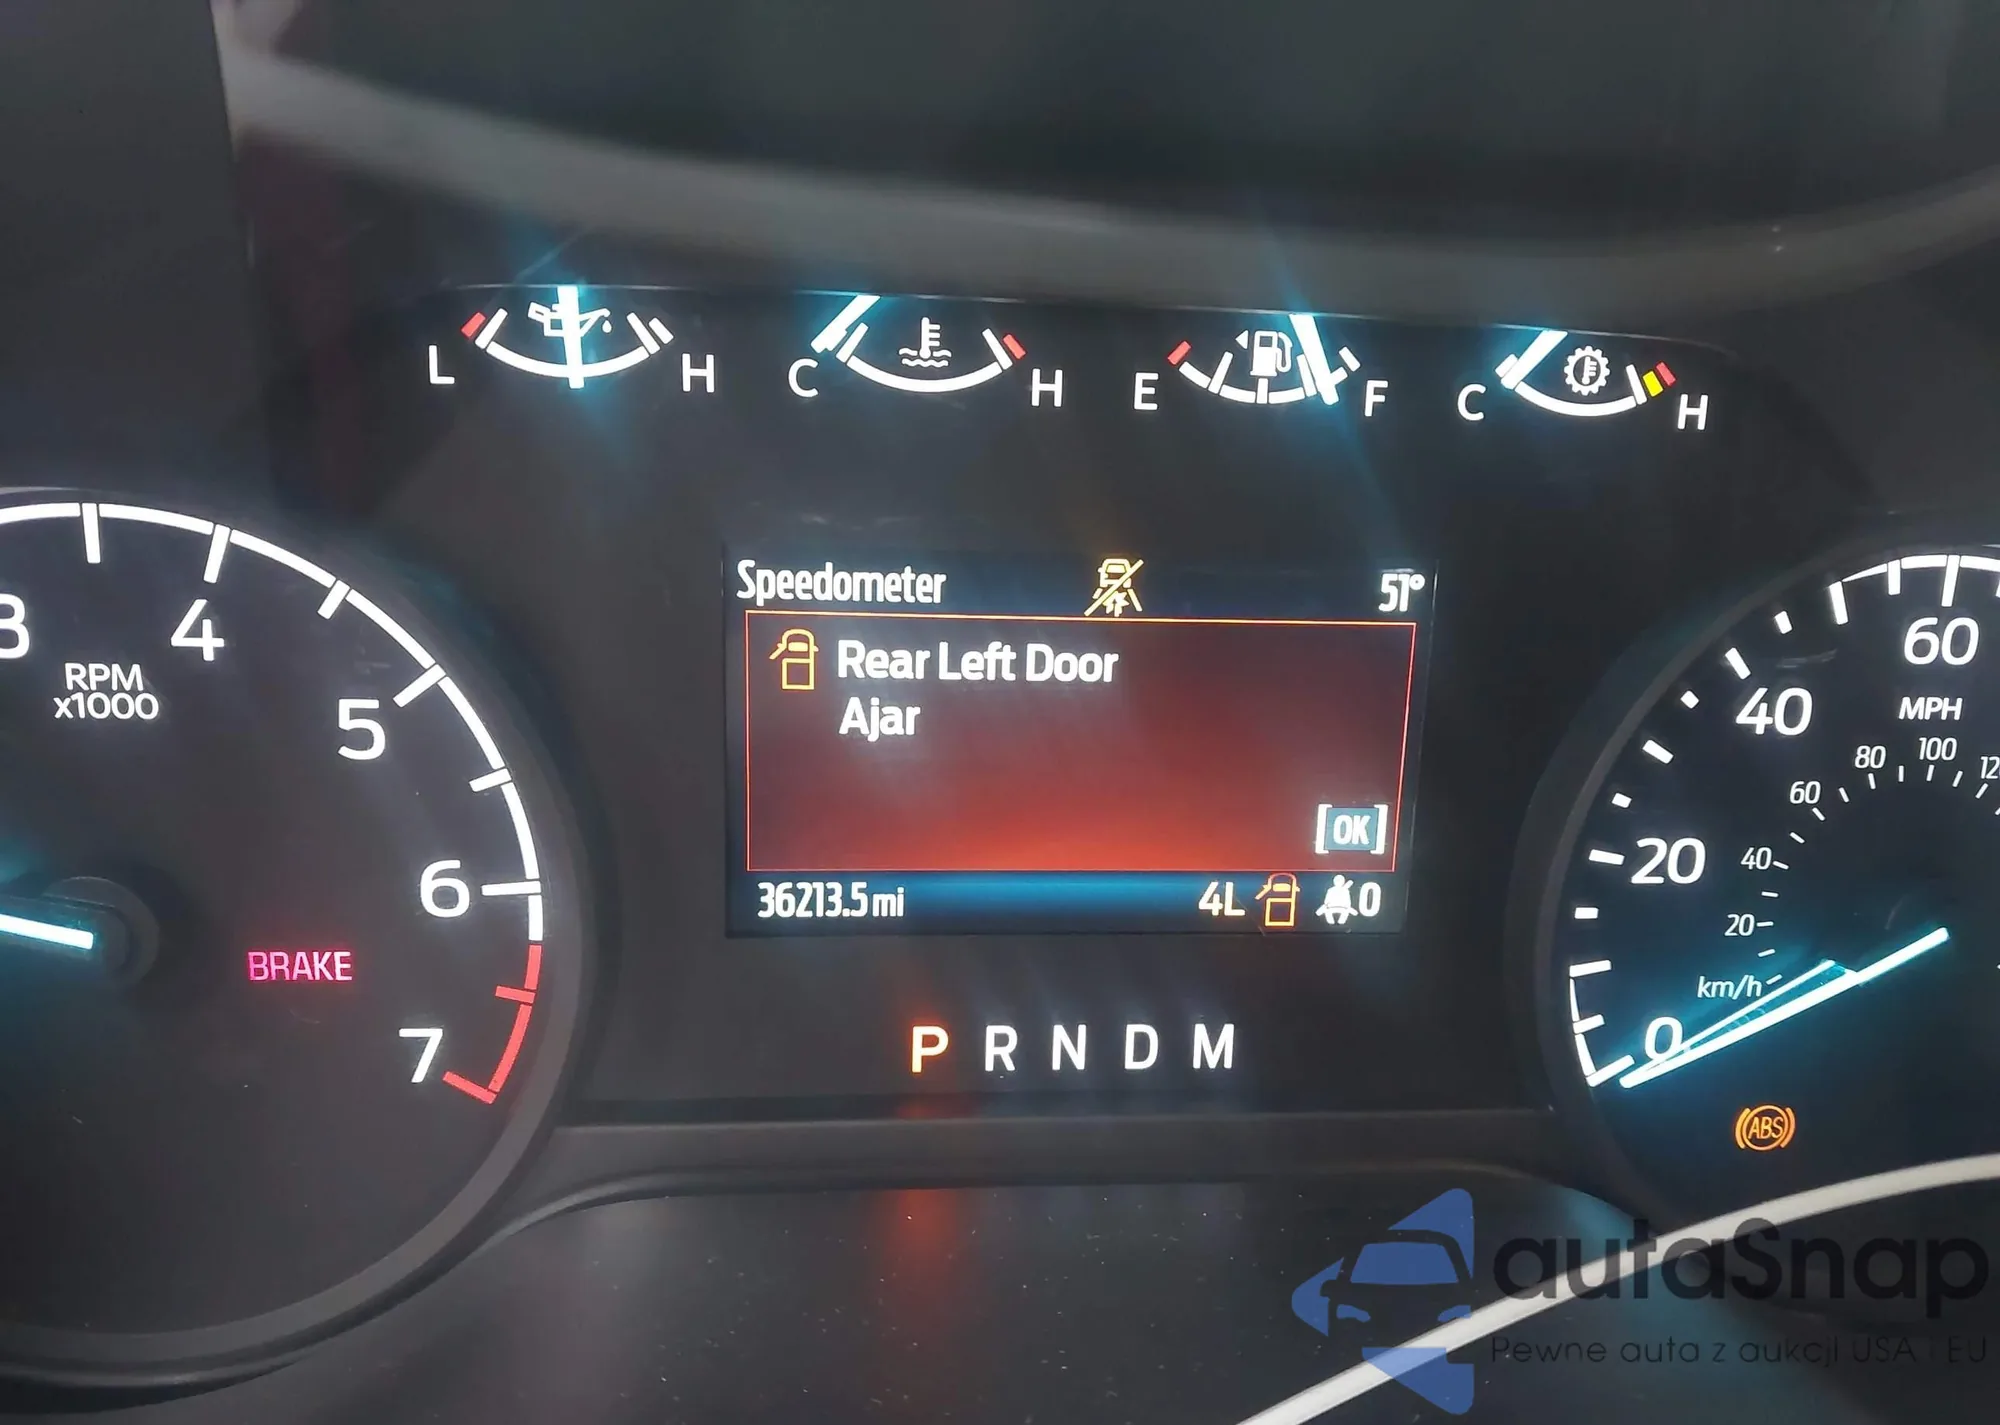 L H C H E F C H
Speedometer 51°
Rear Left Door
Ajar
OK
36213.5 mi 4L 0
P R N D M
3 4 5 6 7
RPM
x1000
BRAKE
0 20 40 60
MPH
20 40 60 80 100 12
km/h
ABS
autaSnap
Pewne auta z aukcji USA i EU